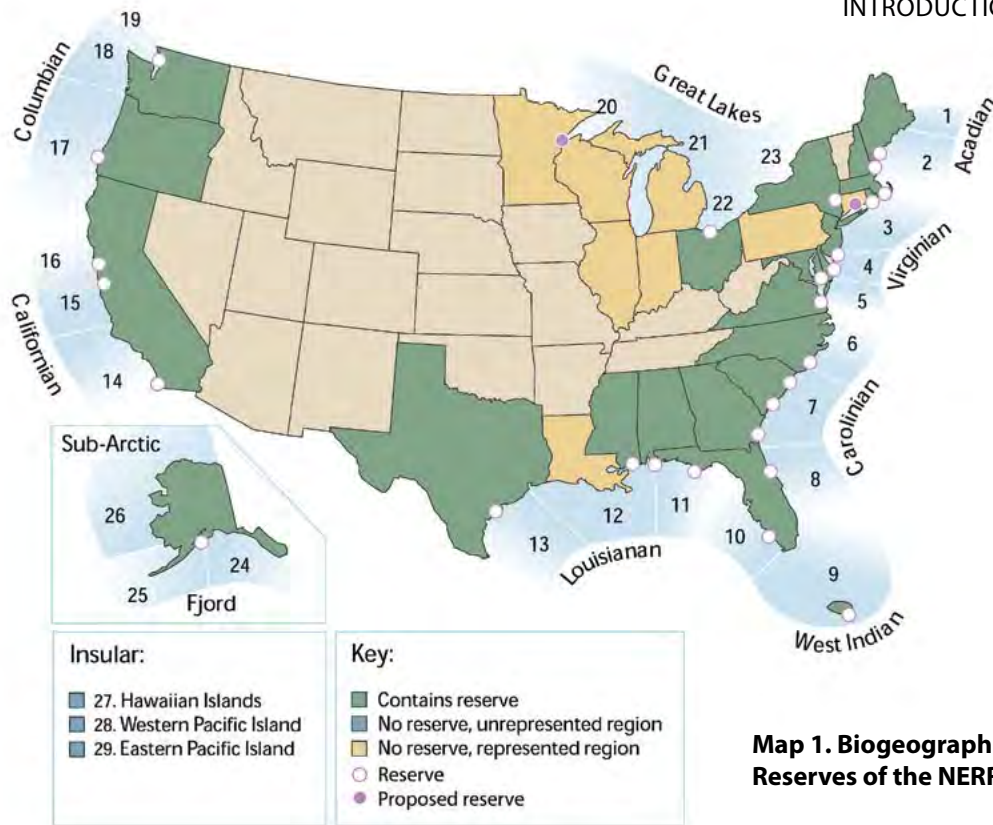 INTRODUCTIO
19
18
Columbian
17
16
15
Californian
14
20
Great Lakes
21
22
23
1
Acadian
2
3
Virginian
4
5
6
7
Carolinian
8
9
West Indian
10
11
12
Louisianan
13
Sub-Arctic
26
25
24
Fjord
Insular:
27. Hawaiian Islands
28. Western Pacific Island
29. Eastern Pacific Island
Key:
Contains reserve
No reserve, unrepresented region
No reserve, represented region
Reserve
Proposed reserve
Map 1. Biogeograph
Reserves of the NERR